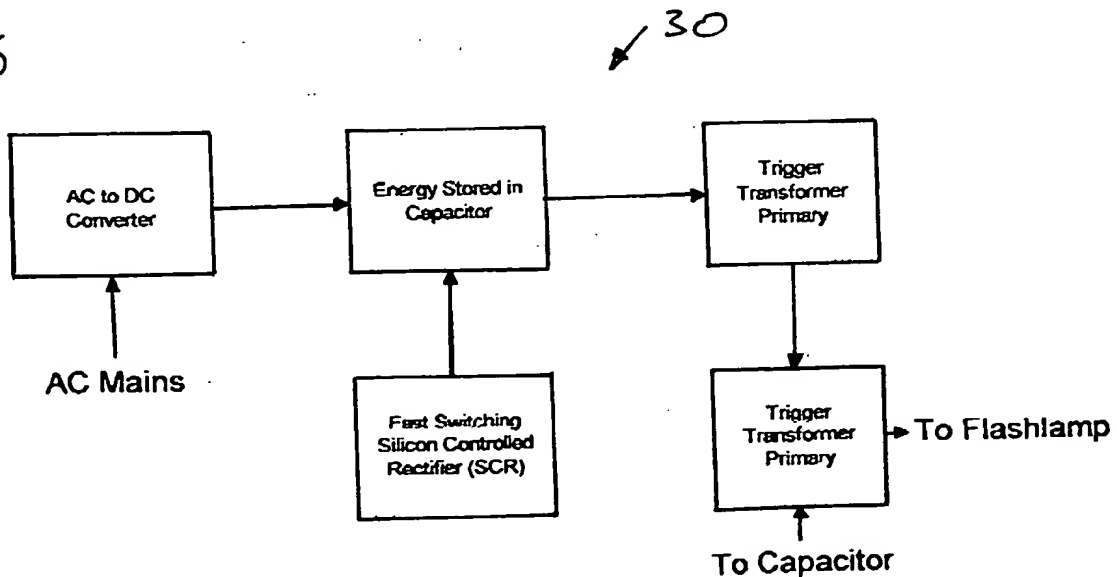 30
AC to DC
Converter
Energy Stored in
Capacitor
Trigger
Transformer
Primary
AC Mains
Fast Switching
Silicon Controlled
Rectifier (SCR)
Trigger
Transformer
Primary
To Flashlamp
To Capacitor